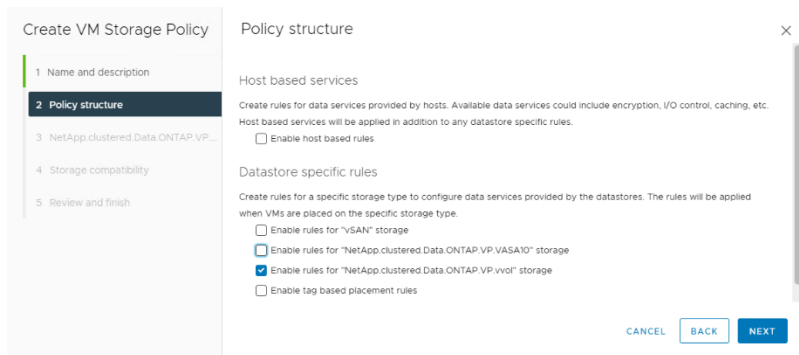 Create VM Storage Policy
1 Name and description
2 Policy structure
3 NetApp.clustered.Data.ONTAP.VP....
4 Storage compatibility
5 Review and finish
Policy structure
Host based services
Create rules for data services provided by hosts. Available data services could include encryption, I/O control, caching, etc.
Host based services will be applied in addition to any datastore specific rules.
Enable host based rules
Datastore specific rules
Create rules for a specific storage type to configure data services provided by the datastores. The rules will be applied
when VMs are placed on the specific storage type.
Enable rules for "vSAN" storage
Enable rules for "NetApp.clustered.Data.ONTAP.VP.VASA10" storage
Enable rules for "NetApp.clustered.Data.ONTAP.VP.vvol" storage
Enable tag based placement rules
CANCEL
BACK
NEXT